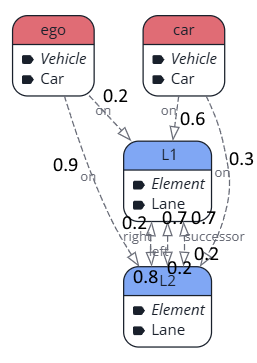 ego
Vehicle
Car
car
Vehicle
Car
0.2
on
on
0.6
0.9
on
on
0.3
L1
Element
Lane
0.2
0.7
0.7
right
left
successor
0.8
0.2
0.2
L2
Element
Lane